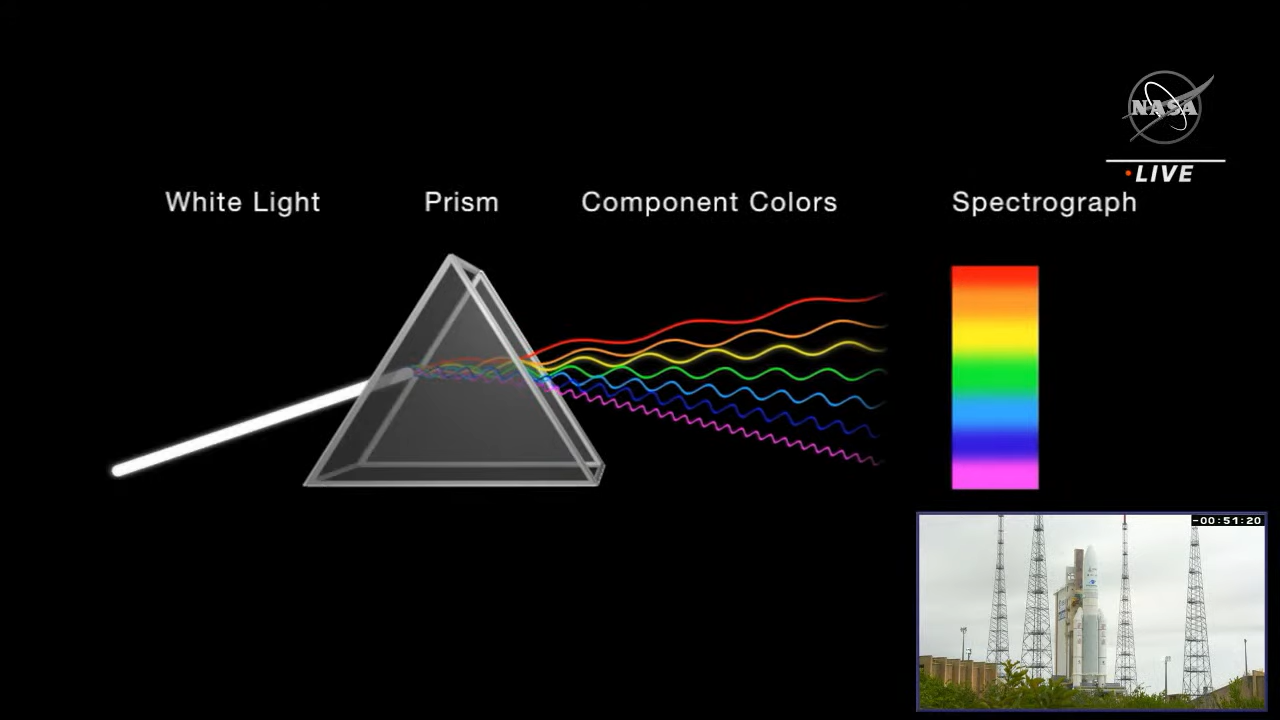 NASA
LIVE
White Light
Prism
Component Colors
Spectrograph
-00:51:20